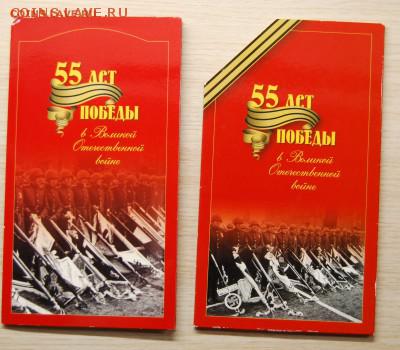 COINS.LAVE.RU
55 лет
ПОБЕДЫ
в Великой
Отечественной
войне
55 лет
ПОБЕДЫ
в Великой
Отечественной
войне